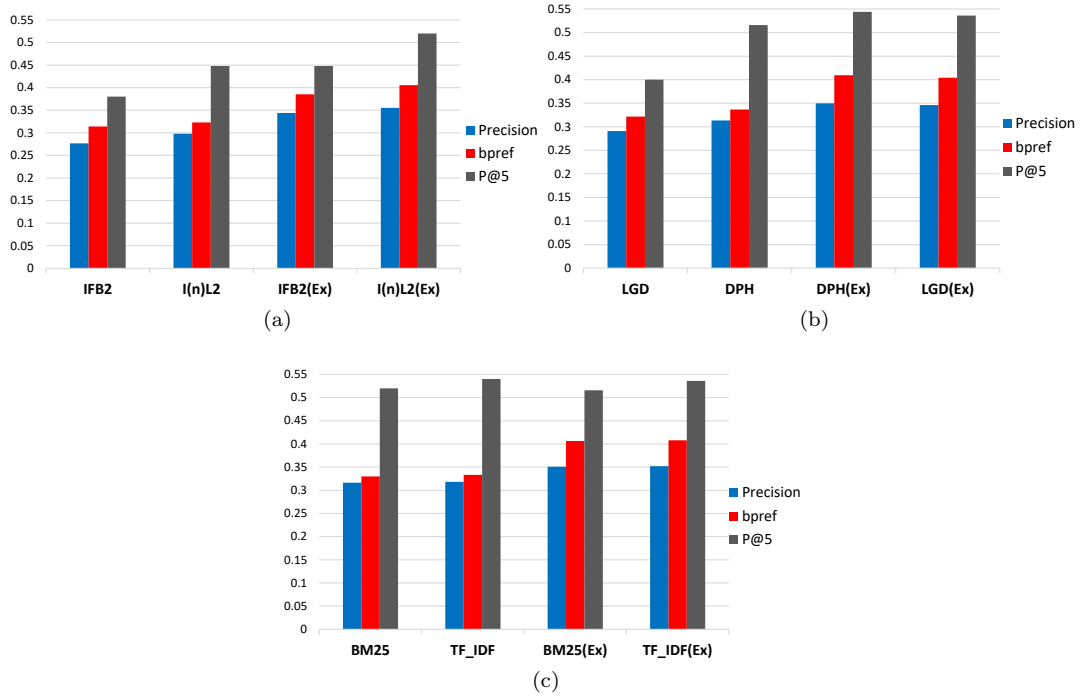 0.55
0.5
0.45
0.4
0.35
0.3
0.25
0.2
0.15
0.1
0.05
0
IFB2 I(n)L2 IFB2(Ex) I(n)L2(Ex)
Precision
bpref
P@5
(a)
0.55
0.5
0.45
0.4
0.35
0.3
0.25
0.2
0.15
0.1
0.05
0
LGD DPH DPH(Ex) LGD(Ex)
Precision
bpref
P@5
(b)
0.55
0.5
0.45
0.4
0.35
0.3
0.25
0.2
0.15
0.1
0.05
0
BM25 TF_IDF BM25(Ex) TF_IDF(Ex)
Precision
bpref
P@5
(c)